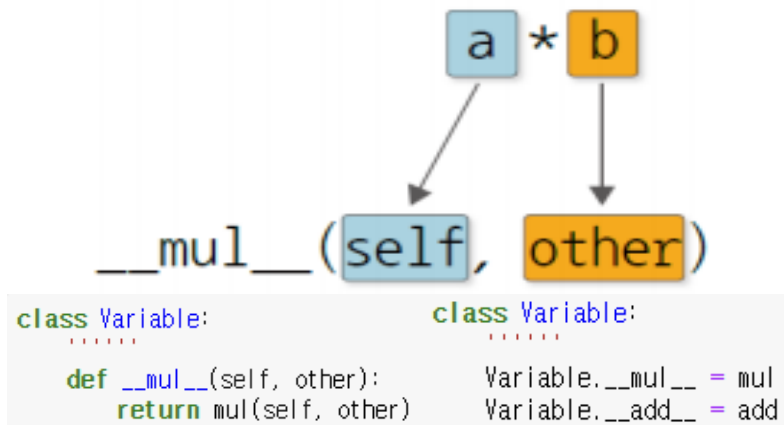 a * b
__mul__(self, other)
class Variable:
......
def __mul__(self, other):
return mul(self, other)
class Variable:
......
Variable.__mul__ = mul
Variable.__add__ = add